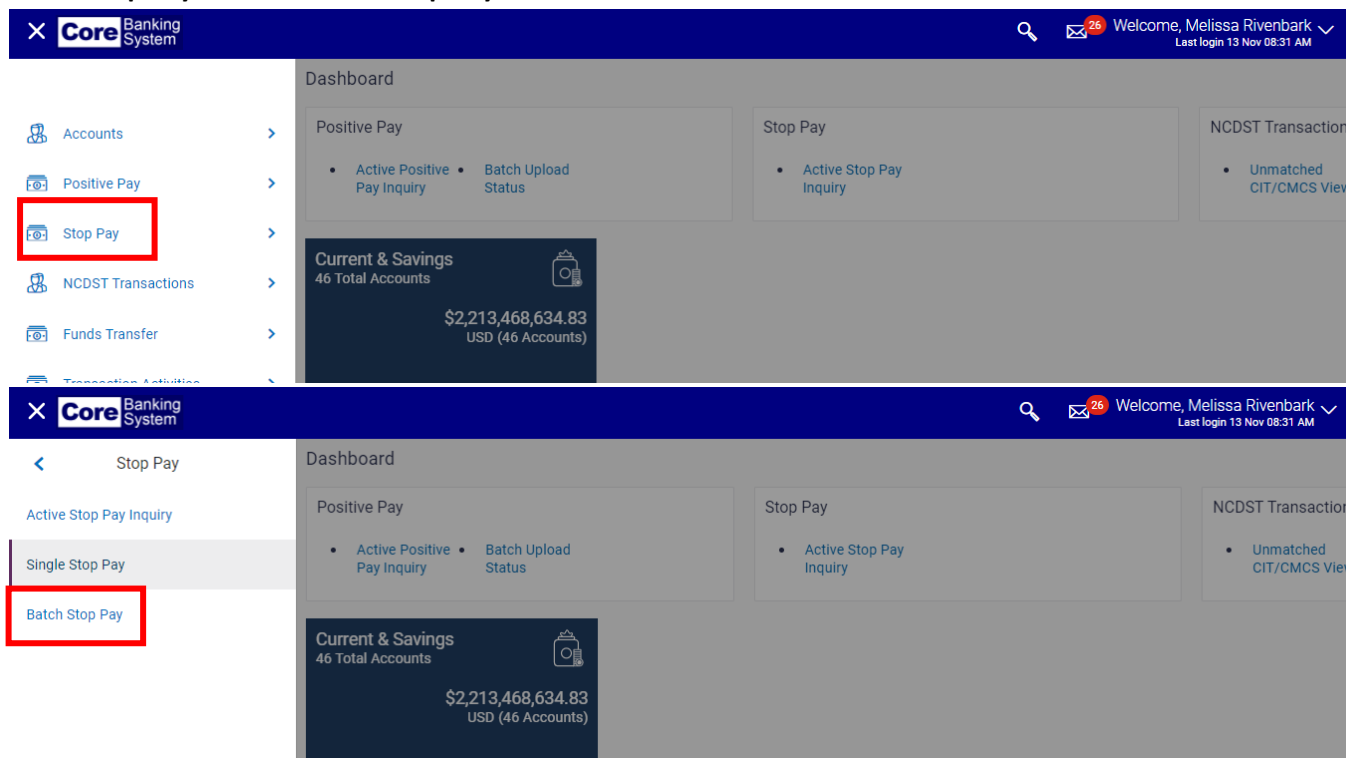 Core Banking System
26 Welcome, Melissa Rivenbark
Last login 13 Nov 08:31 AM
Accounts
Positive Pay
Stop Pay
NCDST Transactions
Funds Transfer
Transaction Activities
Dashboard
Positive Pay
• Active Positive Pay Inquiry
• Batch Upload Status
Stop Pay
• Active Stop Pay Inquiry
NCDST Transaction
• Unmatched
CIT/CMCS View
Current & Savings
46 Total Accounts
$2,213,468,634.83
USD (46 Accounts)
Core Banking System
26 Welcome, Melissa Rivenbark
Last login 13 Nov 08:31 AM
Stop Pay
Active Stop Pay Inquiry
Single Stop Pay
Batch Stop Pay
Dashboard
Positive Pay
• Active Positive Pay Inquiry
• Batch Upload Status
Stop Pay
• Active Stop Pay Inquiry
NCDST Transaction
• Unmatched
CIT/CMCS Vie
Current & Savings
46 Total Accounts
$2,213,468,634.83
USD (46 Accounts)